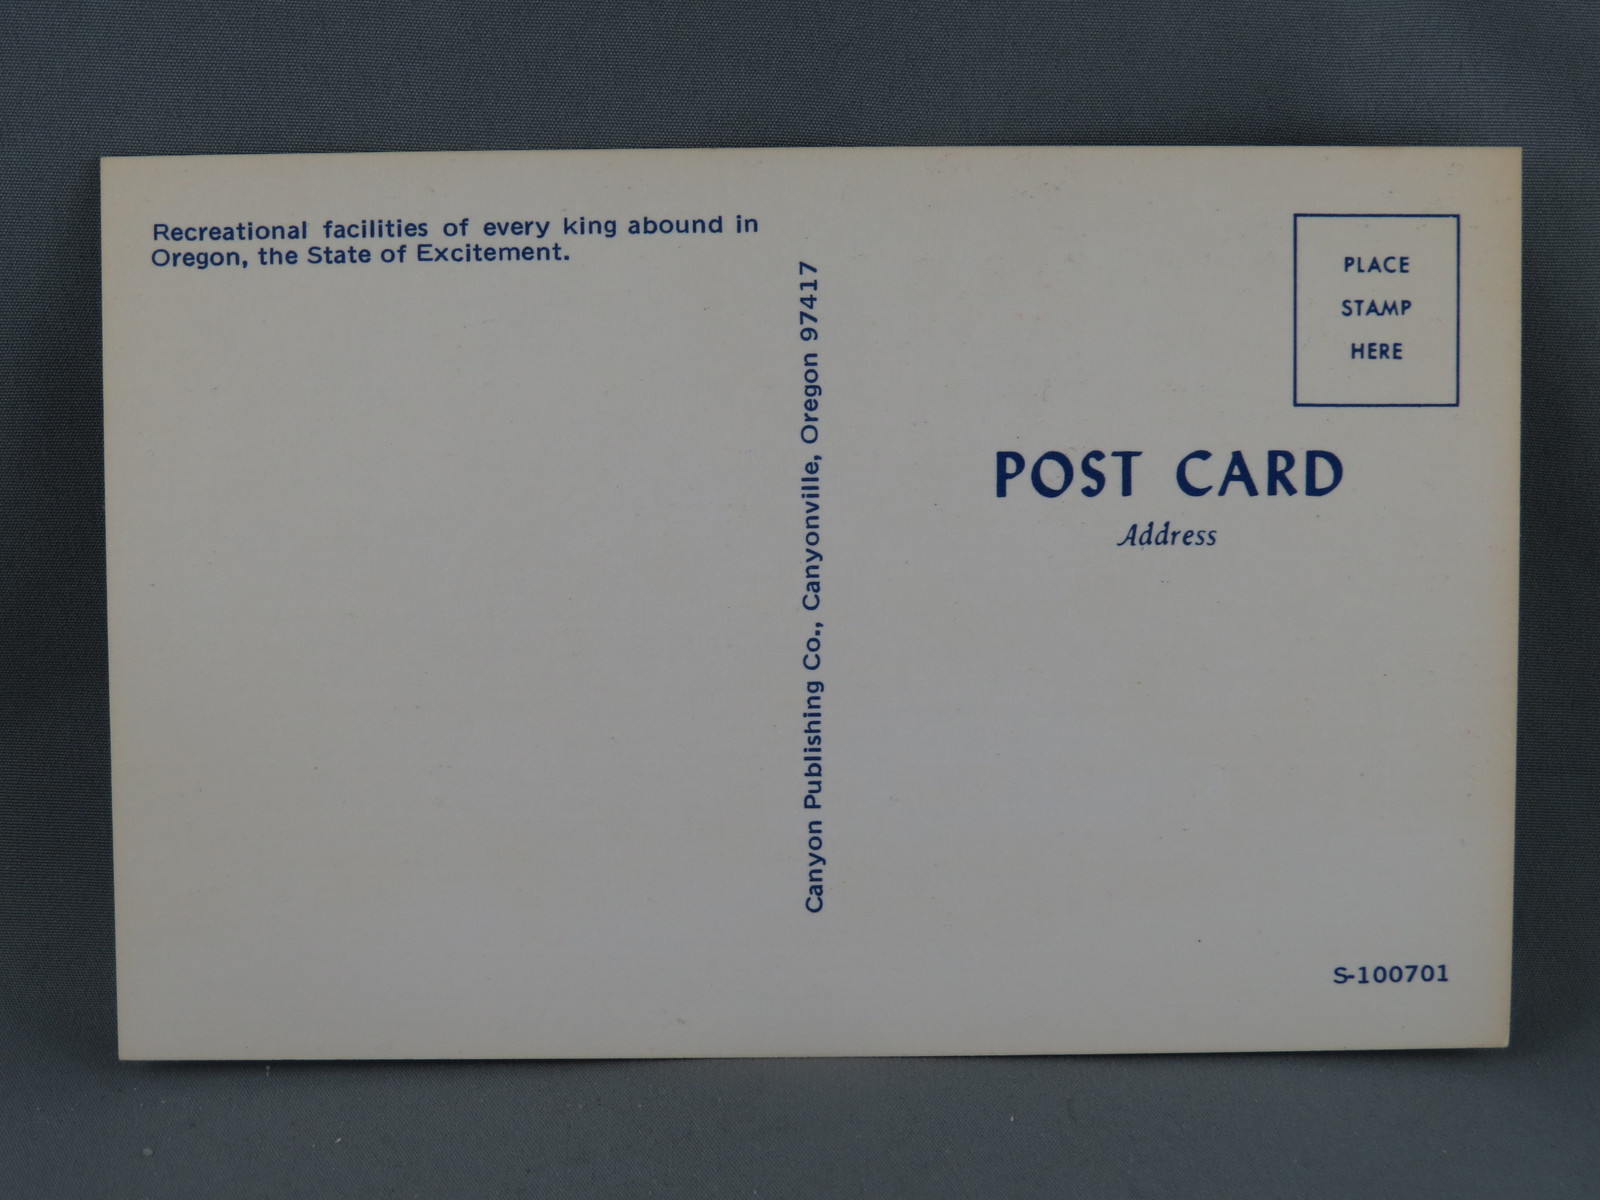 Recreational facilities of every king abound in
Oregon, the State of Excitement.
Canyon Publishing Co., Canyonville, Oregon 97417
PLACE
STAMP
HERE
POST CARD
Address
S-100701